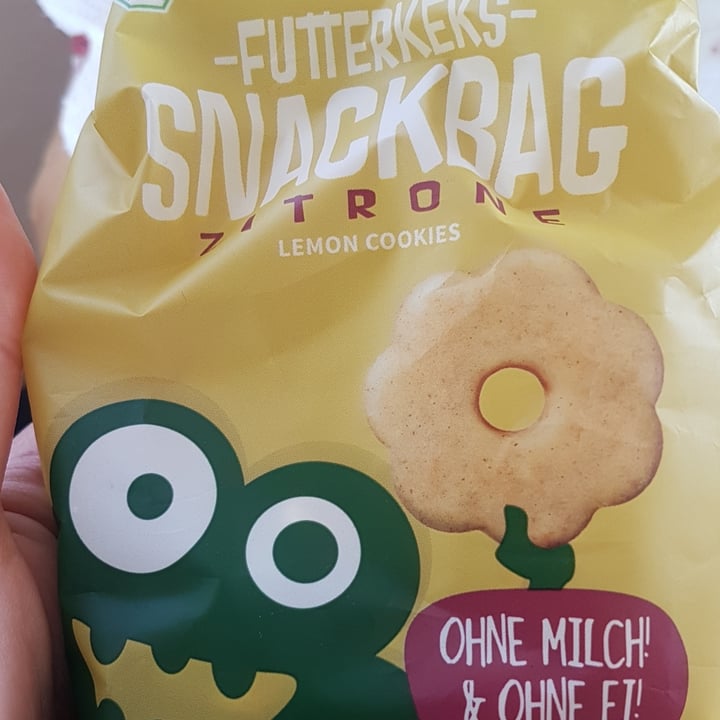 -FUTTERKEKS-
SNACKBAG
ZITRONE
LEMON COOKIES
OHNE MILCH!
& OHNE EI!